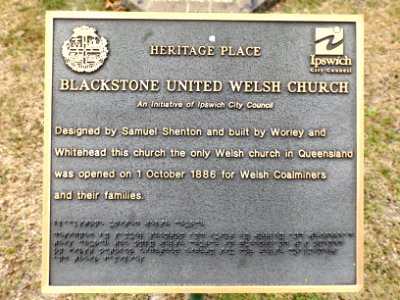 HERITAGE PLACE
Ipswich
City Council
BLACKSTONE UNITED WELSH CHURCH
An Initiative of Ipswich City Council
Designed by Samuel Shenton and built by Worley and
Whitehead this church the only Welsh church in Queensland
was opened on 1 October 1886 for Welsh Coalminers
and their families.